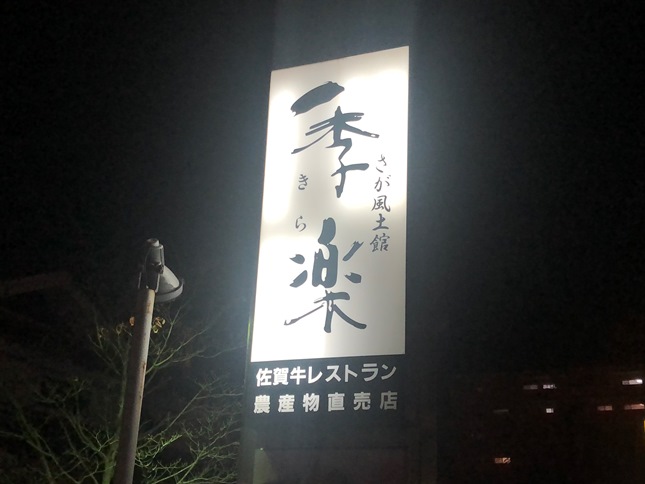 さが風土館
季楽
きら
佐賀牛レストラン
農産物直売店